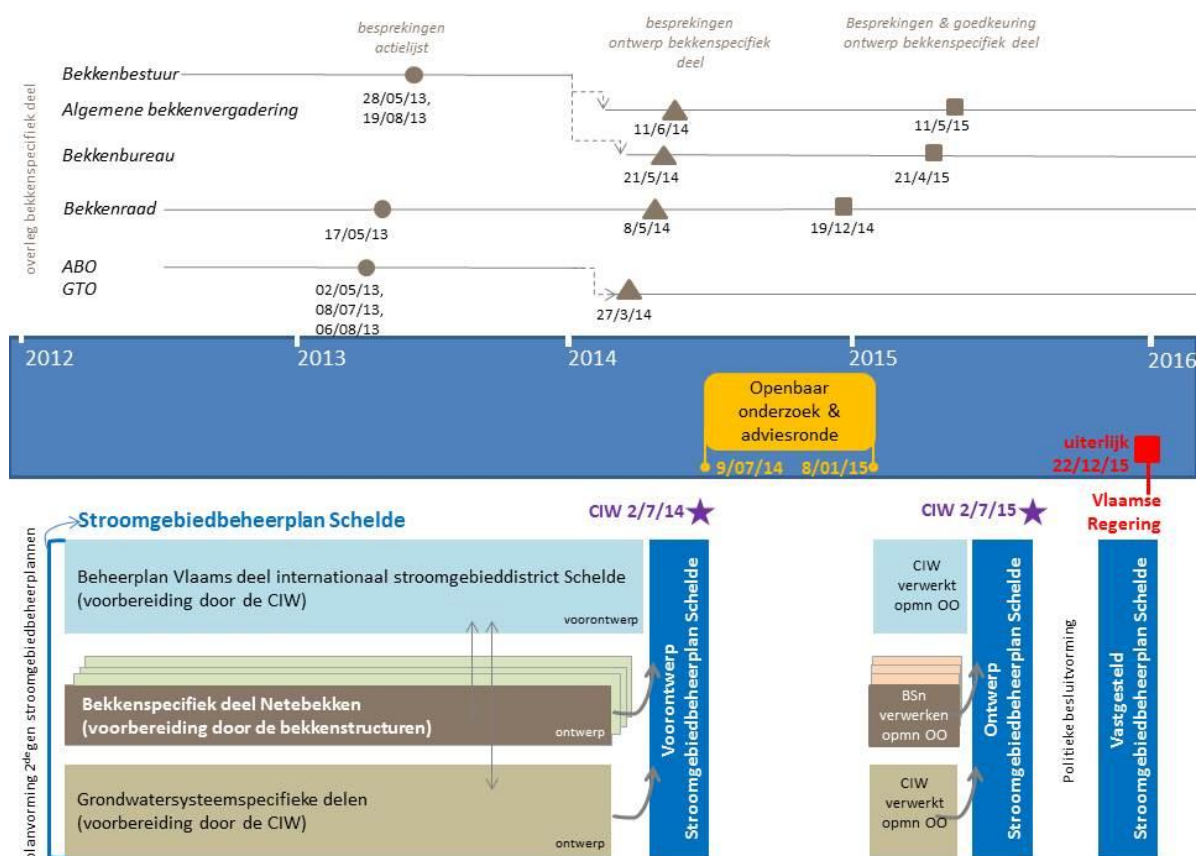 besprekingen
actielijst
besprekingen
ontwerp bekkenspecifiek
deel
Besprekingen & goedkeuring
ontwerp bekkenspecifiek deel
overleg bekkenspecifiek deel
Bekkenbestuur
28/05/13,
19/08/13
Algemene bekkenvergadering
11/6/14
11/5/15
Bekkenbureau
21/5/14
21/4/15
Bekkenraad
17/05/13
8/5/14
19/12/14
ABO
GTO
02/05/13,
08/07/13,
06/08/13
27/3/14
2012
2013
2014
2015
2016
Openbaar
onderzoek &
adviesronde
9/07/14
8/01/15
uiterlijk
22/12/15
Vlaamse
Regering
planvorming 2de gen stroomgebiedbeheerplannen
Stroomgebiedbeheerplan Schelde
CIW 2/7/14
CIW 2/7/15
Beheerplan Vlaams deel internationaal stroomgebieddistrict Schelde
(voorbereiding door de CIW)
voorontwerp
Bekkenspecifiek deel Netebekken
(voorbereiding door de bekkenstructuren)
ontwerp
Grondwatersysteemspecifieke delen
(voorbereiding door de CIW)
ontwerp
Voorontwerp
Stroomgebiedbeheerplan Schelde
CIW
verwerkt
opmn OO
BSn
verwerken
opmn OO
CIW
verwerkt
opmn OO
Ontwerp
Stroomgebiedbeheerplan Schelde
Politieke besluitvorming
Vastgesteld
Stroomgebiedbeheerplan Schelde